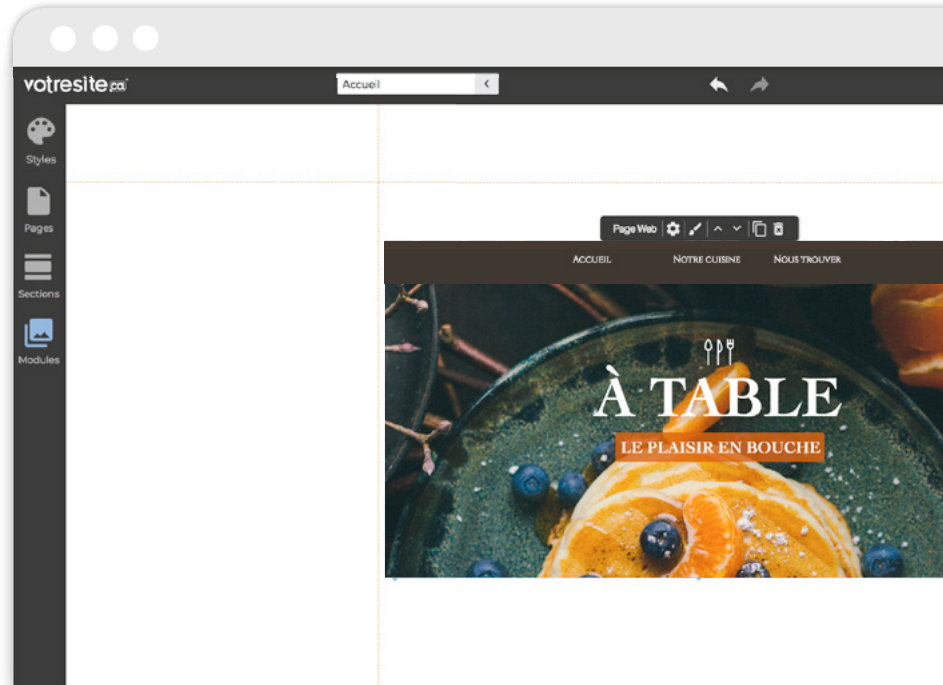 votresite.ca
Accueil
Styles
Pages
Sections
Modules
Page Web
ACCUEIL NOTRE CUISINE NOUS TROUVER
À TABLE
LE PLAISIR EN BOUCHE